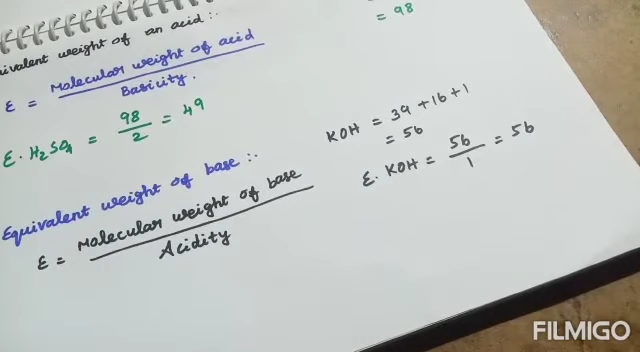 ivalent weight of an acid :-
E = Molecular weight of acid
Basicity.
E. H2SO4 = 98/2 = 49
= 98
Equivalent weight of base :-
E = Molecular weight of base
Acidity
KOH = 39 + 16 + 1
= 56
E. KOH = 56/1 = 56
FILMIGO